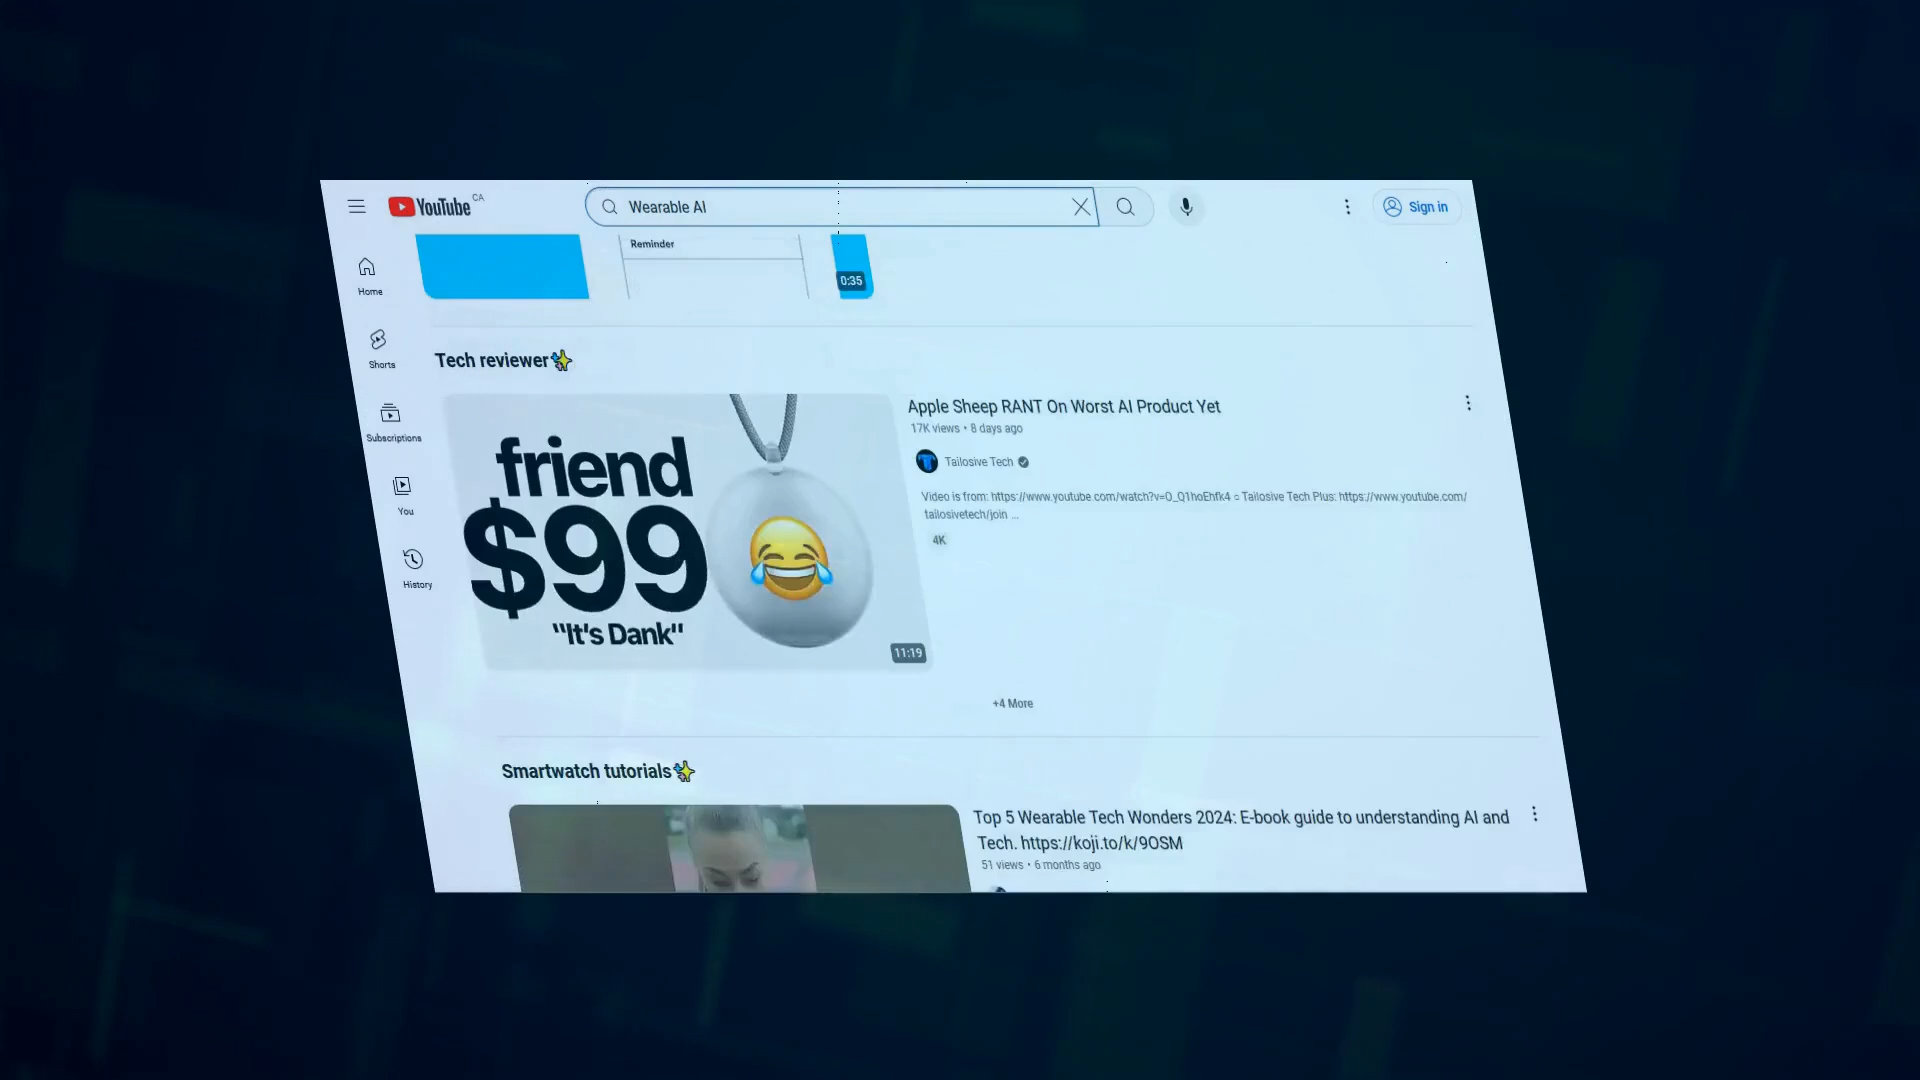 YouTube CA
Wearable AI
Sign in
Reminder
0:35
Home
Shorts
Subscriptions
You
History
Tech reviewer
friend
$99
"It's Dank"
11:19
Apple Sheep RANT On Worst AI Product Yet
17K views • 8 days ago
Tailosive Tech
Video is from: https://www.youtube.com/watch?v=O_Q1hoEhfk4 ○ Tailosive Tech Plus: https://www.youtube.com/
tailosivetech/join ...
4K
+4 More
Smartwatch tutorials
Top 5 Wearable Tech Wonders 2024: E-book guide to understanding AI and
Tech. https://koji.to/k/9OSM
51 views • 6 months ago